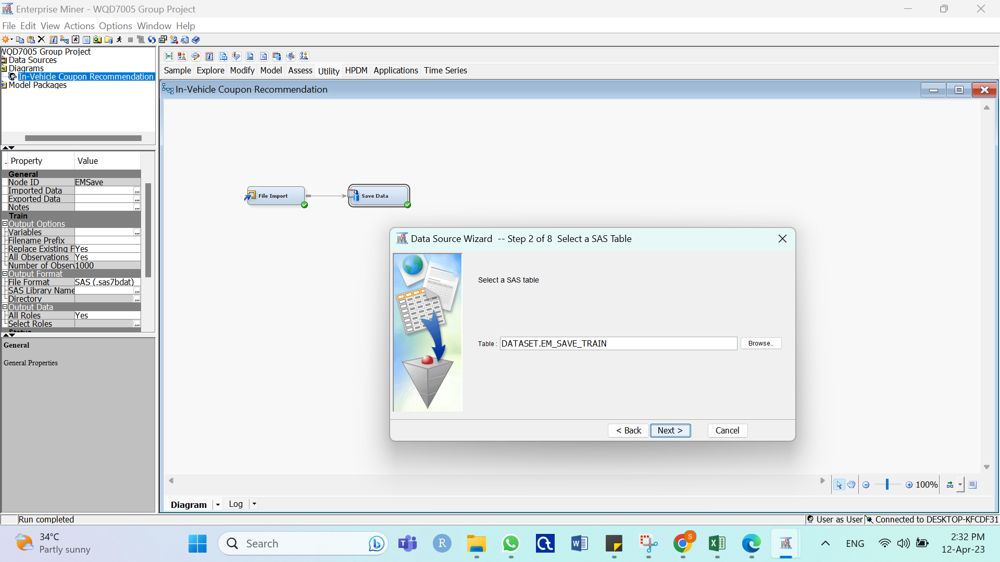 Enterprise Miner - WQD7005 Group Project
File Edit View Actions Options Window Help
WQD7005 Group Project
Data Sources
Diagrams
In-Vehicle Coupon Recommendation
Model Packages
Sample Explore Modify Model Assess Utility HPDM Applications Time Series
In-Vehicle Coupon Recommendation
.. Property Value
General
Node ID EMSave
Imported Data ...
Exported Data ...
Notes ...
Train
Output Options
Variables ...
Filename Prefix
Replace Existing F Yes
All Observations Yes
Number of Obser 1000
Output Format
File Format SAS (.sas7bdat)
SAS Library Name ...
Directory ...
Output Data
All Roles Yes
Select Roles ...
Status
General
General Properties
File Import
Save Data
Data Source Wizard -- Step 2 of 8 Select a SAS Table
Select a SAS table
Table : DATASET.EM_SAVE_TRAIN Browse..
< Back Next > Cancel
100%
Diagram Log
Run completed
User as User Connected to DESKTOP-KFCDF31
34°C
Partly sunny
Search
R
S
ENG
2:32 PM
12-Apr-23